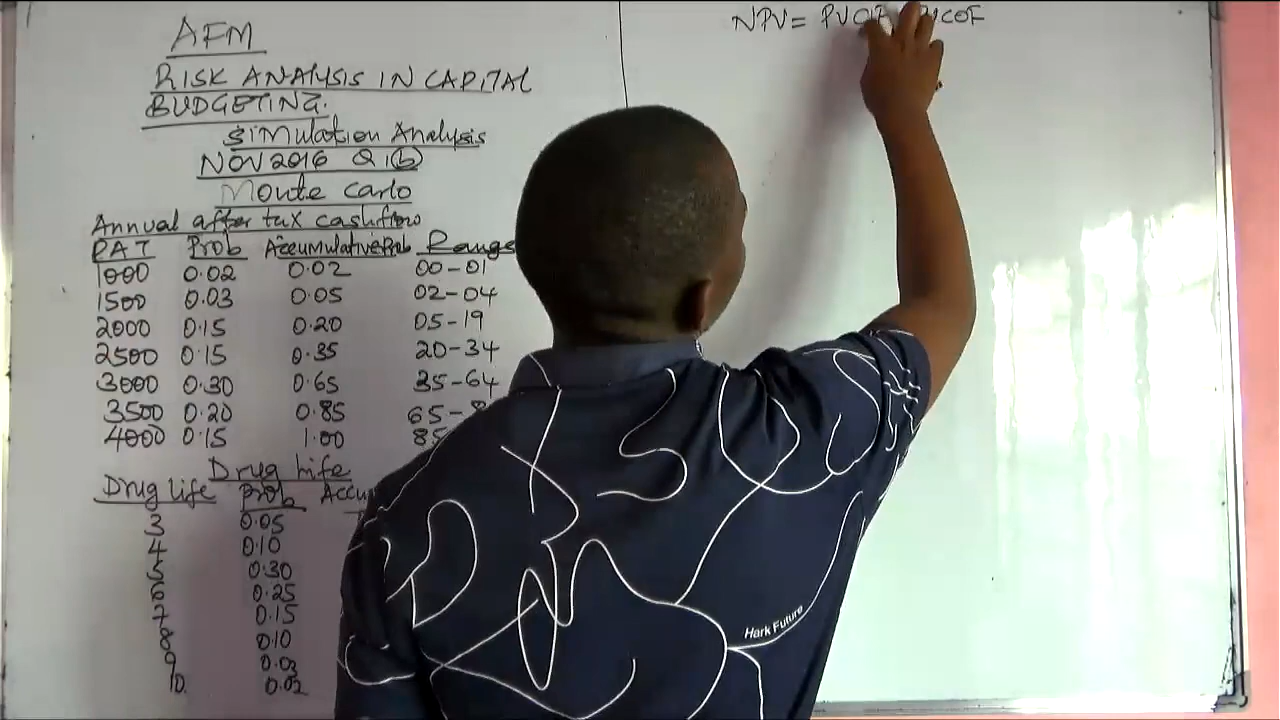 AFM
RISK ANALYSIS IN CAPITAL
BUDGETING.
Simulation Analysis
NOV 2016 Q1(b)
Monte Carlo
Annual after tax cashflow
PAT Prob Accumulative Prob Range
1000 0.02 0.02 00-01
1500 0.03 0.05 02-04
2000 0.15 0.20 05-19
2500 0.15 0.35 20-34
3000 0.30 0.65 35-64
3500 0.20 0.85 65-8
4000 0.15 1.00 85
Drug life
Drug life Prob Accu
3 0.05
4 0.10
5 0.30
6 0.25
7 0.15
8 0.10
9 0.03
10. 0.02
NPV=
Hark Future